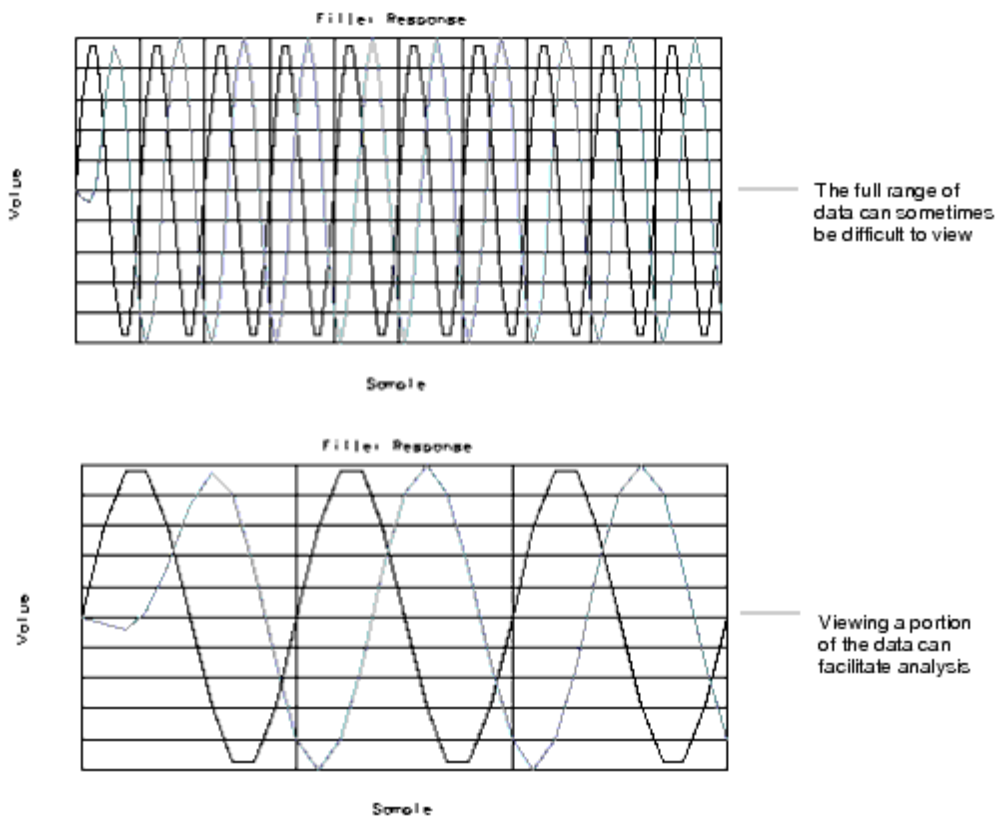 Filter Response
Value
The full range of
data can sometimes
be difficult to view
Sample
Filter Response
Value
Viewing a portion
of the data can
facilitate analysis
Sample